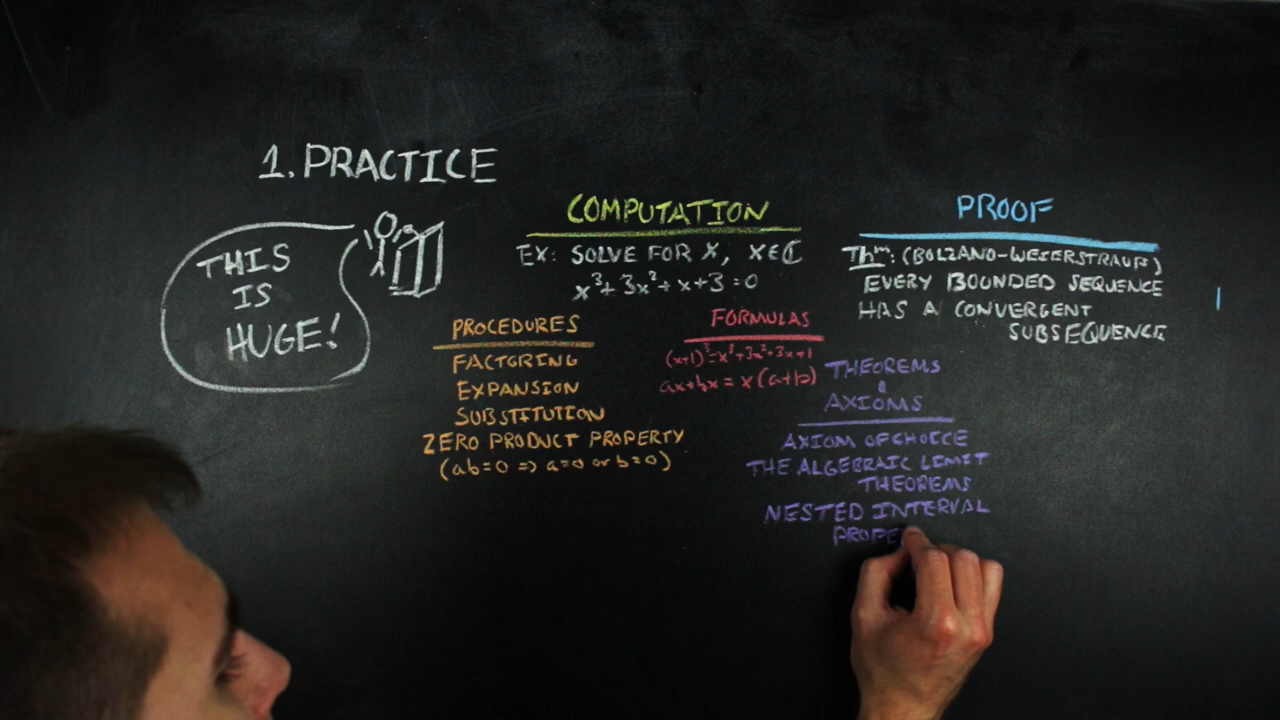 1. PRACTICE
THIS
IS
HUGE!
COMPUTATION
EX: SOLVE FOR X, X∈ℂ
x³+3x²+x+3=0
PROCEDURES
FACTORING
EXPANSION
SUBSTITUTION
ZERO PRODUCT PROPERTY
(ab=0 ⇒ a=0 or b=0)
FORMULAS
(x+1)³=x³+3x²+3x+1
ax+bx=x(a+b)
PROOF
Thᵐ: (BOLZANO-WEIERSTRAUß)
EVERY BOUNDED SEQUENCE
HAS A CONVERGENT
SUBSEQUENCE
THEOREMS
&
AXIOMS
AXIOM OF CHOICE
THE ALGEBRAIC LIMIT
THEOREMS
NESTED INTERVAL
PROPE